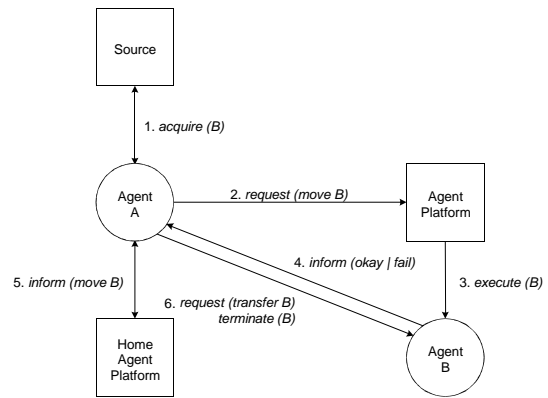 Source
1. acquire (B)
Agent
A
2. request (move B)
Agent
Platform
4. inform (okay | fail)
3. execute (B)
5. inform (move B)
6. request (transfer B)
terminate (B)
Home
Agent
Platform
Agent
B